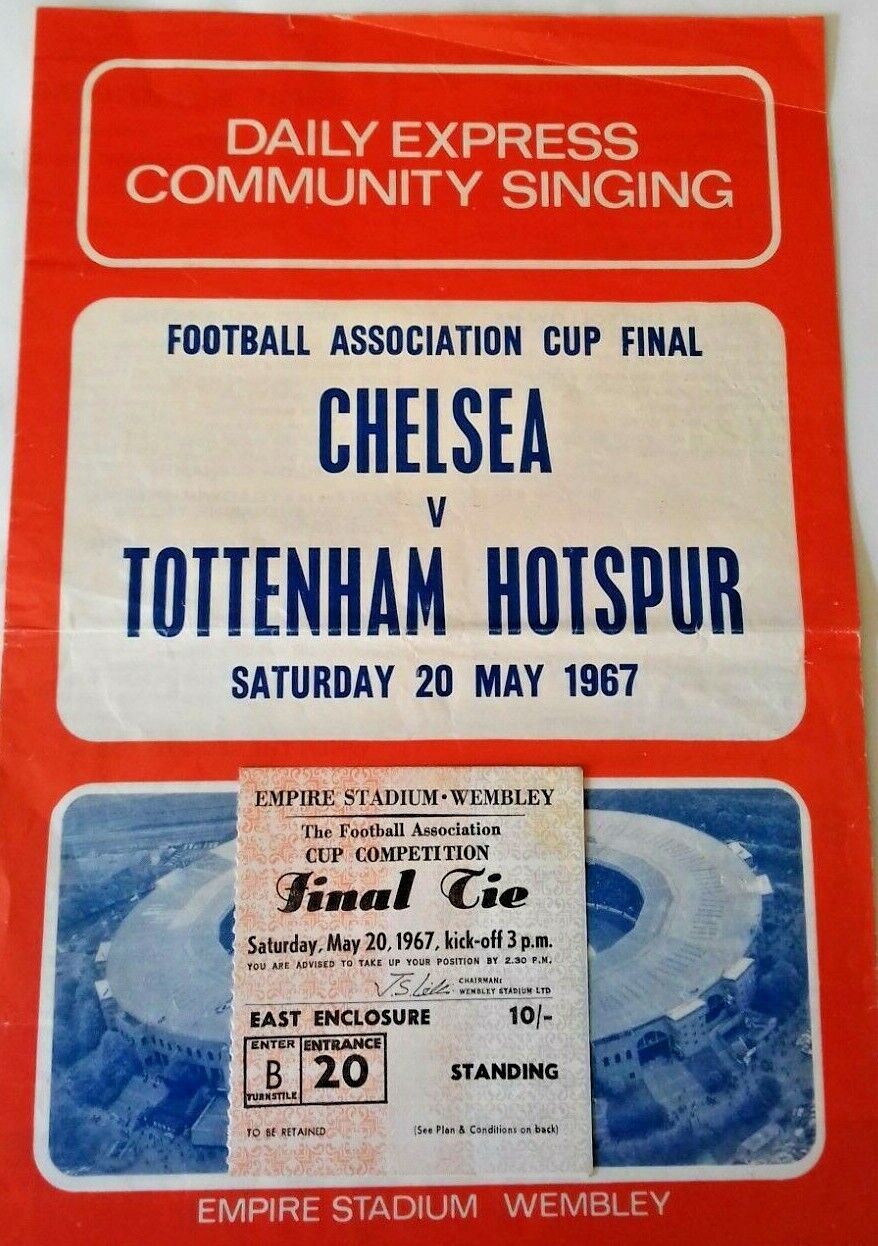 DAILY EXPRESS
COMMUNITY SINGING
FOOTBALL ASSOCIATION CUP FINAL
CHELSEA
V
TOTTENHAM HOTSPUR
SATURDAY 20 MAY 1967
EMPIRE STADIUM · WEMBLEY
The Football Association
CUP COMPETITION
Final Tie
Saturday, May 20, 1967, kick-off 3 p.m.
YOU ARE ADVISED TO TAKE UP YOUR POSITION BY 2.30 P.M.
CHAIRMAN:
WEMBLEY STADIUM LTD
EAST ENCLOSURE 10/-
ENTER
B
TURNSTILE
ENTRANCE
20
STANDING
TO BE RETAINED (See Plan & Conditions on back)
EMPIRE STADIUM WEMBLEY